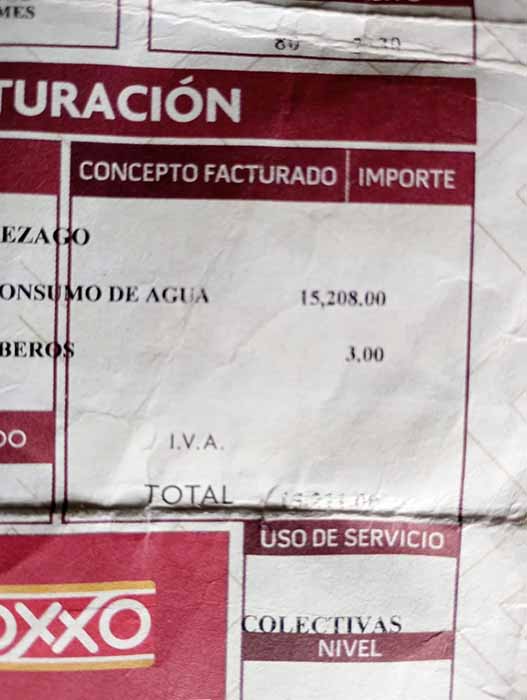 MES
TURACIÓN
CONCEPTO FACTURADO IMPORTE
EZAGO
ONSUMO DE AGUA 15,208.00
BEROS 3.00
DO
I.V.A.
TOTAL
USO DE SERVICIO
OXXO
COLECTIVAS
NIVEL